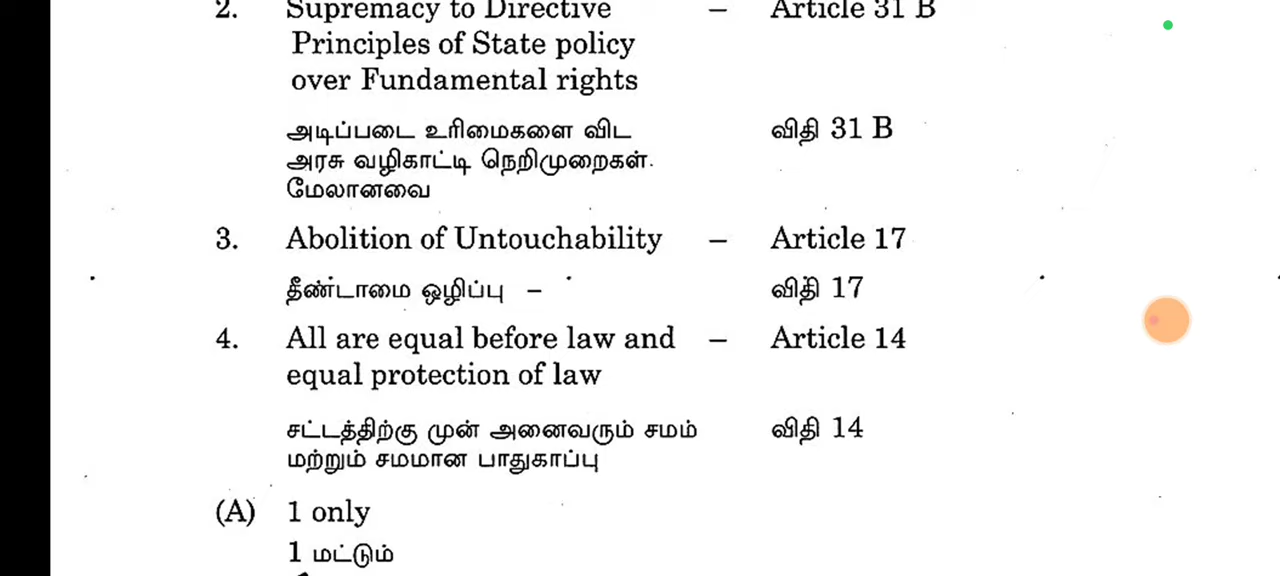 2. Supremacy to Directive – Article 31 B
Principles of State policy
over Fundamental rights
அடிப்படை உரிமைகளை விட விதி 31 B
அரசு வழிகாட்டி நெறிமுறைகள்
மேலானவை
3. Abolition of Untouchability – Article 17
தீண்டாமை ஒழிப்பு – விதி 17
4. All are equal before law and – Article 14
equal protection of law
சட்டத்திற்கு முன் அனைவரும் சமம் விதி 14
மற்றும் சமமான பாதுகாப்பு
(A) 1 only
1 மட்டும்